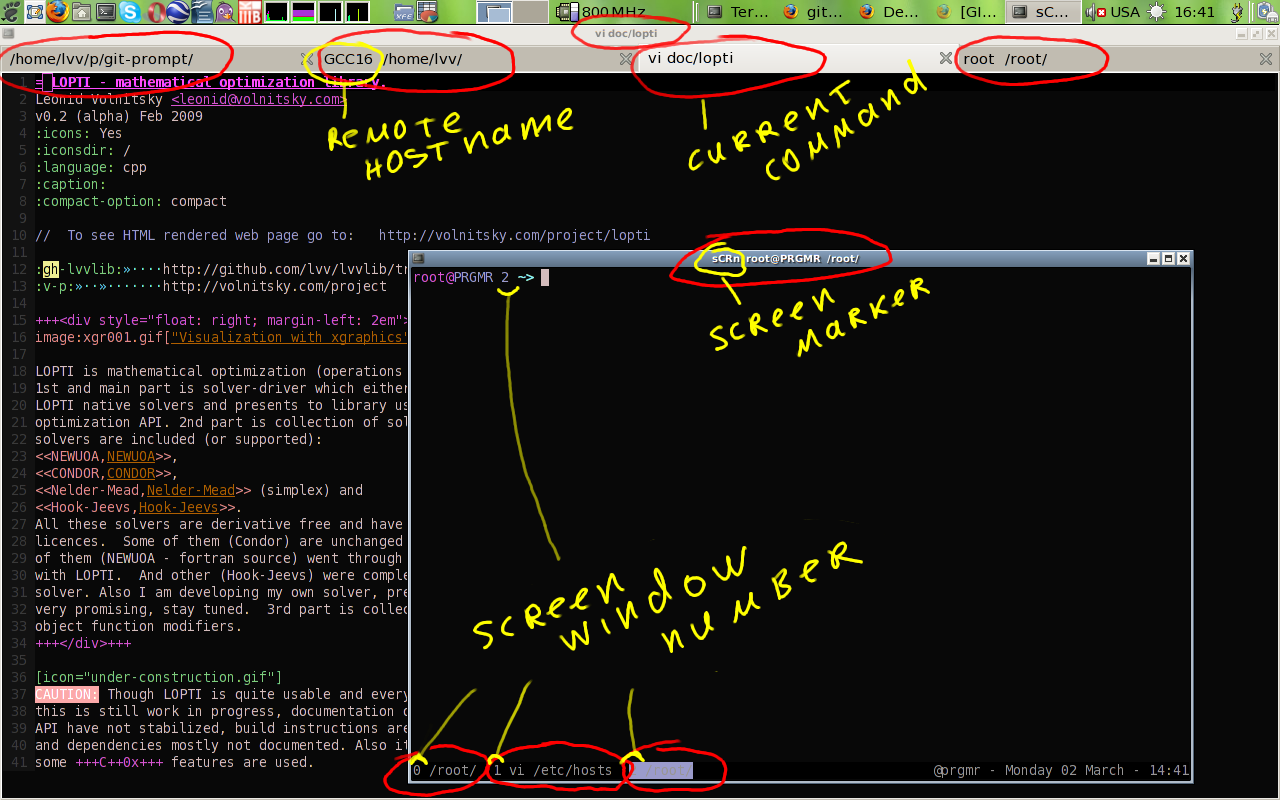 800 MHz
Ter...
git...
De...
[GI...
sC...
USA
16:41
vi doc/lopti
/home/lvv/p/git-prompt/
GCC16 /home/lvv/
vi doc/lopti
root /root/
1 = LOPTI - mathematical optimization library.
2 Leonid Volnitsky <leonid@volnitsky.com>
3 v0.2 (alpha) Feb 2009
4 :icons: Yes
5 :iconsdir: /
6 :language: cpp
7 :caption:
8 :compact-option: compact
9
10 //  To see HTML rendered web page go to:   http://volnitsky.com/project/lopti
11
12 :gh-lvvlib:»····http://github.com/lvv/lvvlib/tr
13 :v-p:»··»·······http://volnitsky.com/project
14
15 +++<div style="float: right; margin-left: 2em">
16 image:xgr001.gif["Visualization with xgraphics"
17
18 LOPTI is mathematical optimization (operations
19 1st and main part is solver-driver which either
20 LOPTI native solvers and presents to library us
21 optimization API. 2nd part is collection of sol
22 solvers are included (or supported):
23 <<NEWUOA,NEWUOA>>,
24 <<CONDOR,CONDOR>>,
25 <<Nelder-Mead,Nelder-Mead>> (simplex) and
26 <<Hook-Jeevs,Hook-Jeevs>>.
27 All these solvers are derivative free and have
28 licences.  Some of them (Condor) are unchanged
29 of them (NEWUOA - fortran source) went through
30 with LOPTI.  And other (Hook-Jeevs) were comple
31 solver. Also I am developing my own solver, pre
32 very promising, stay tuned.  3rd part is collec
33 object function modifiers.
34 +++</div>+++
35
36 [icon="under-construction.gif"]
37 CAUTION: Though LOPTI is quite usable and every
38 this is still work in progress, documentation
39 API have not stabilized, build instructions are
40 and dependencies mostly not documented. Also if
41 some +++C++0x+++ features are used.
REMOTE
HOST name
CURRENT
COMMAND
sCRn root@PRGMR /root/
root@PRGMR 2 ~>
SCREEN
MARKER
SCREEN
WINDOW
NUMBER
0 /root/ 1 vi /etc/hosts /root/ @prgmr - Monday 02 March - 14:41